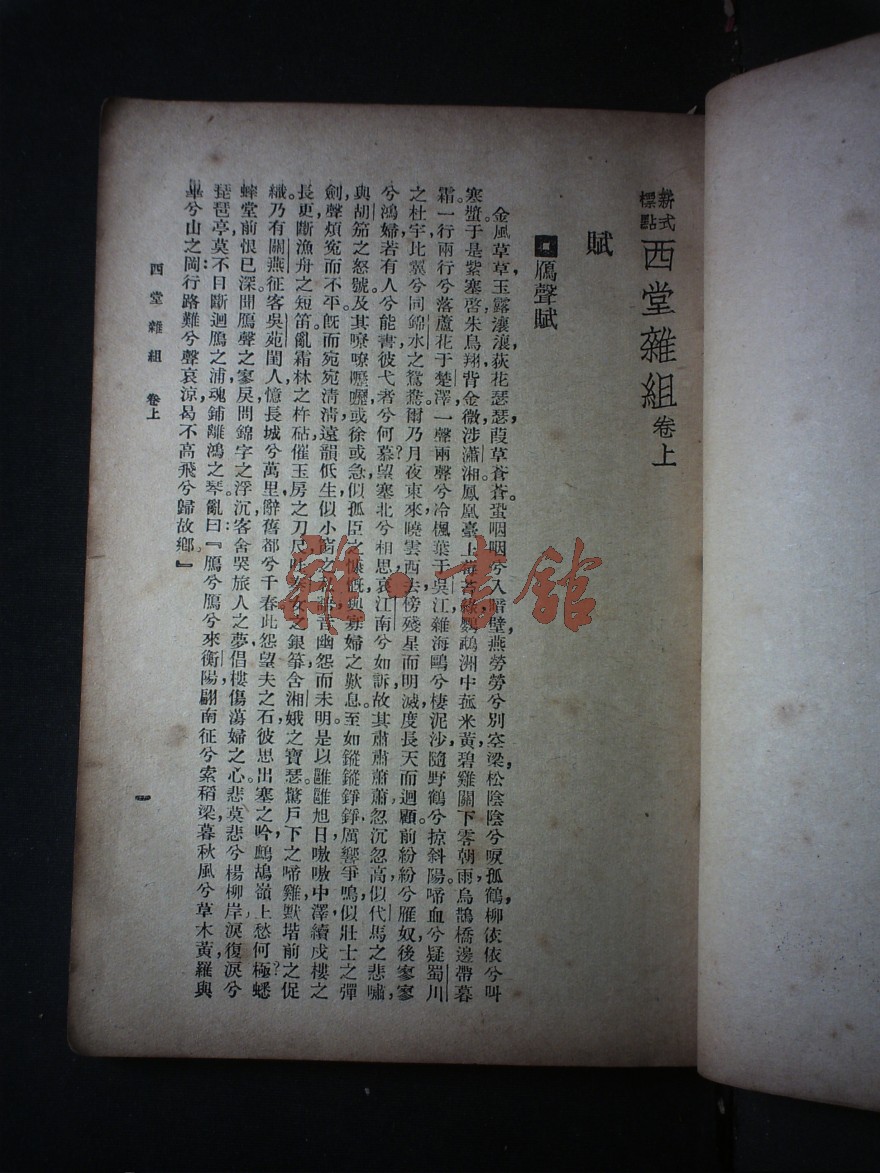 新式標點 西堂雜組 卷上
賦
鴈聲賦
金風草草,玉露瀼瀼,荻花瑟瑟,葭草蒼蒼。蛩咽咽兮入暗壁,燕勞勞兮別空梁,松陰陰兮唳孤鶴,柳依依兮叫
寒螿。于是紫塞啓,朱鳥翔,背金微,涉瀟湘。鳳凰臺上海苔綠,鸚鵡洲中菰米黃,碧雞關下零朝雨,烏鵲橋邊帶暮
霜。一行兩行兮落蘆花于楚澤,一聲兩聲兮冷楓葉于吳江。雜海鷗兮棲泥沙,隨野鶴兮掠斜陽。啼血兮疑蜀川
之杜宇,比翼兮同錦水之鴛鴦。爾乃月夜東來,曉雲西去,傍殘星而明滅,度長天而迴顧。前紛紛兮雁奴,後寥寥
兮鴻婦。若有人兮能書,彼弋者兮何慕?望塞北兮相思,哀江南兮如訴。故其肅肅蕭蕭,忽沉忽高,似代馬之悲嘯,
與胡笳之怒號。及其嘹嘹嚦嚦,或徐或急,似孤臣之慷慨,與寡婦之歎息。至如鏦鏦錚錚,厲響爭鳴,似壯士之彈
劍,聲煩寃而不平。旣而宛宛淸淸,遠韻低生,似小窗之私語,音幽怨而未明。是以雝雝旭日,嗷嗷中澤,續戍樓之
長更,斷漁舟之短笛。亂霜林之杵砧,催玉房之刀尺,奏女之銀箏,含湘娥之寶瑟。驚戶下之啼雞,默堦前之促
織。乃有關燕征客,吳苑閨人,憶長城兮萬里,辭舊都兮千春。此怨望夫之石,彼思出塞之吟。鷓鴣嶺上愁何極?蟋
蟀堂前恨已深。聞鴈聲之寥戾,問錦字之浮沉。客舍哭旅人之夢,倡樓傷蕩婦之心。悲莫悲兮楊柳岸,淚復淚兮
琵琶亭。莫不目斷迴鴈之浦,魂銷離鴻之琴。亂曰:『鴈兮鴈兮來衡陽,翩南征兮索稻粱,暮秋風兮草木黃,羅與
畢兮山之岡,行路難兮聲哀涼,曷不高飛兮歸故鄉。』
西堂雜組 卷上
一
雜·書館